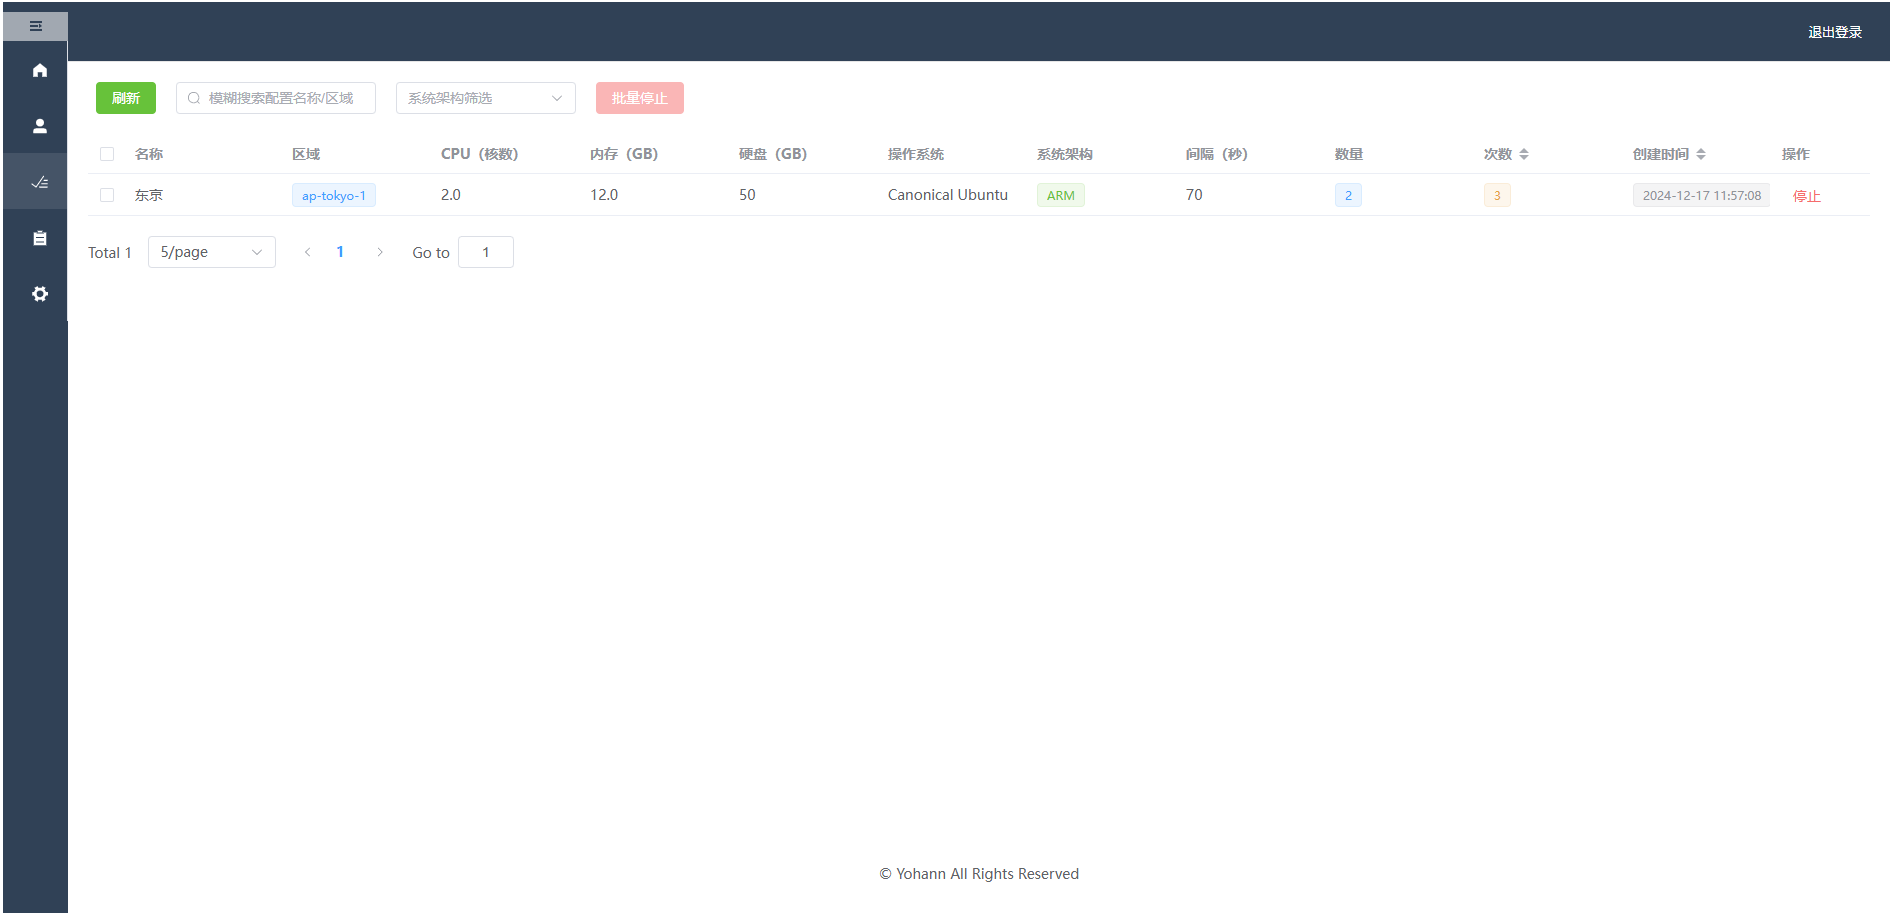 退出登录
刷新 模糊搜索配置名称/区域 系统架构筛选 批量停止
名称 区域 CPU（核数） 内存（GB） 硬盘（GB） 操作系统 系统架构 间隔（秒） 数量 次数 创建时间 操作
东京 ap-tokyo-1 2.0 12.0 50 Canonical Ubuntu ARM 70 2 3 2024-12-17 11:57:08 停止
Total 1 5/page 1 Go to 1
© Yohann All Rights Reserved